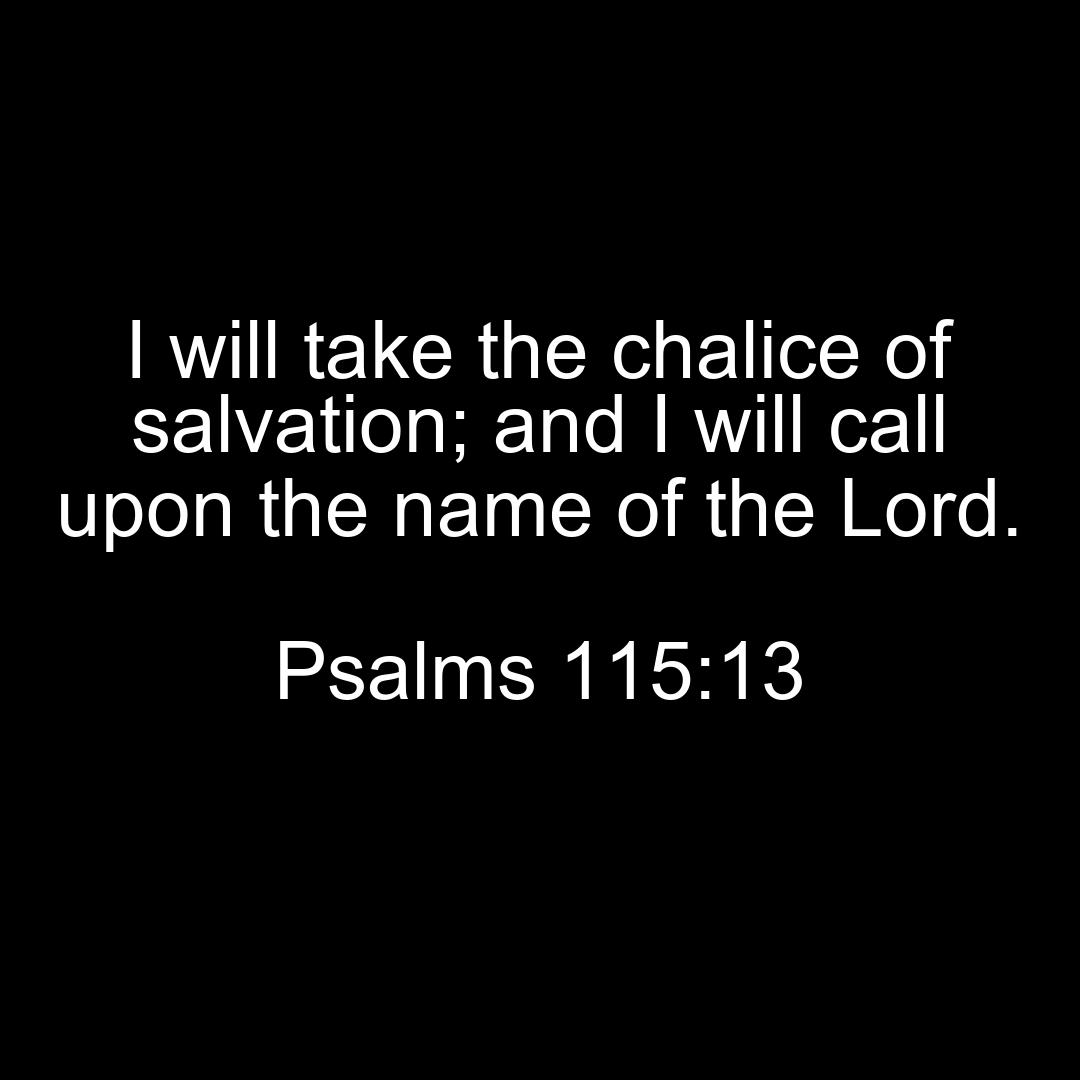 I will take the chalice of
salvation; and I will call
upon the name of the Lord.
Psalms 115:13